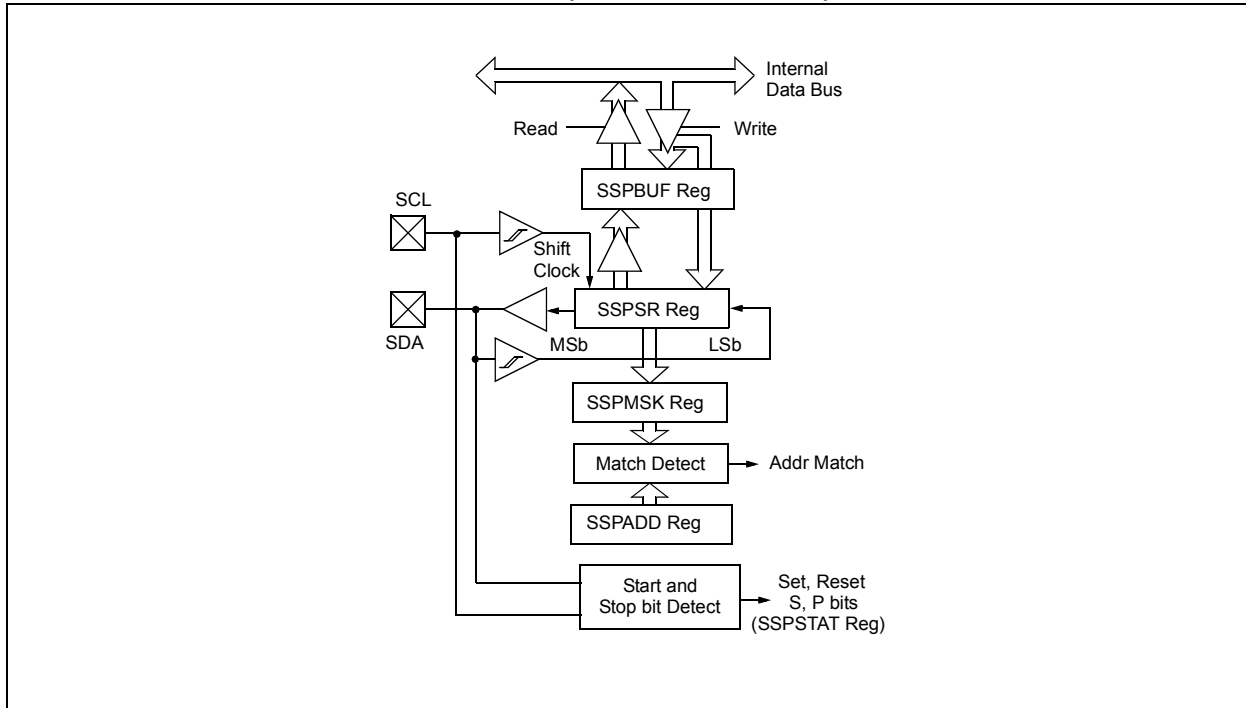 Internal
Data Bus
Read
Write
SSPBUF Reg
SCL
Shift
Clock
SSPSR Reg
SDA
MSb
LSb
SSPMSK Reg
Match Detect
Addr Match
SSPADD Reg
Start and
Stop bit Detect
Set, Reset
S, P bits
(SSPSTAT Reg)